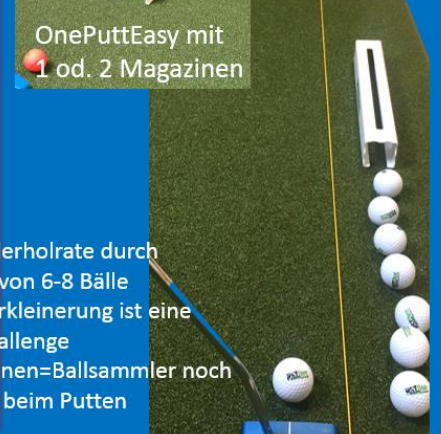 OnePuttEasy mit
1 od. 2 Magazinen
erholrate durch
von 6-8 Bälle
rkleinerung ist eine
allenge
nen=Ballsammler noch
beim Putten